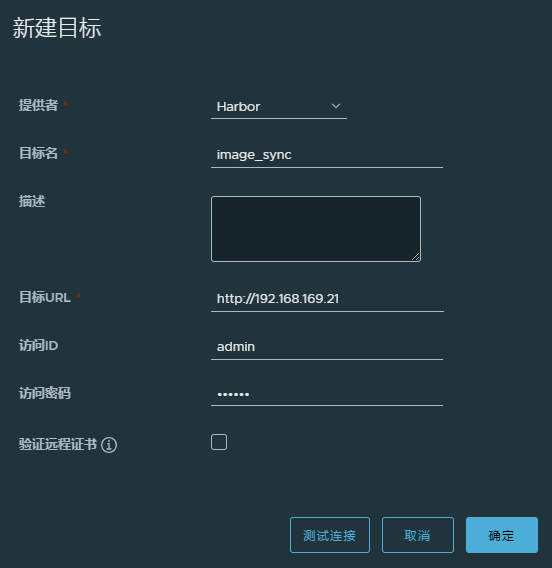 新建目标
提供者 * Harbor
目标名 * image_sync
描述
目标URL * http://192.168.169.21
访问ID admin
访问密码 ••••••
验证远程证书
测试连接 取消 确定